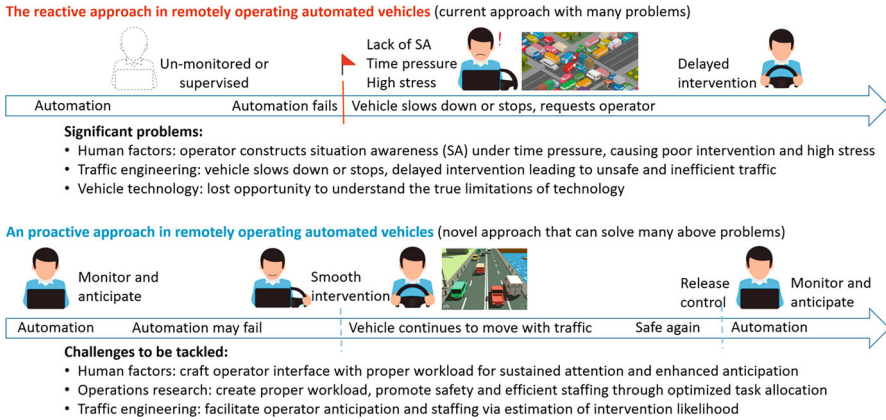 The reactive approach in remotely operating automated vehicles (current approach with many problems)
Un-monitored or
supervised
Lack of SA
Time pressure
High stress
!
Delayed
intervention
Automation
Automation fails
Vehicle slows down or stops, requests operator
Significant problems:
• Human factors: operator constructs situation awareness (SA) under time pressure, causing poor intervention and high stress
• Traffic engineering: vehicle slows down or stops, delayed intervention leading to unsafe and inefficient traffic
• Vehicle technology: lost opportunity to understand the true limitations of technology
An proactive approach in remotely operating automated vehicles (novel approach that can solve many above problems)
Monitor and
anticipate
Smooth
intervention
Release
control
Monitor and
anticipate
Automation
Automation may fail
Vehicle continues to move with traffic
Safe again
Automation
Challenges to be tackled:
• Human factors: craft operator interface with proper workload for sustained attention and enhanced anticipation
• Operations research: create proper workload, promote safety and efficient staffing through optimized task allocation
• Traffic engineering: facilitate operator anticipation and staffing via estimation of intervention likelihood